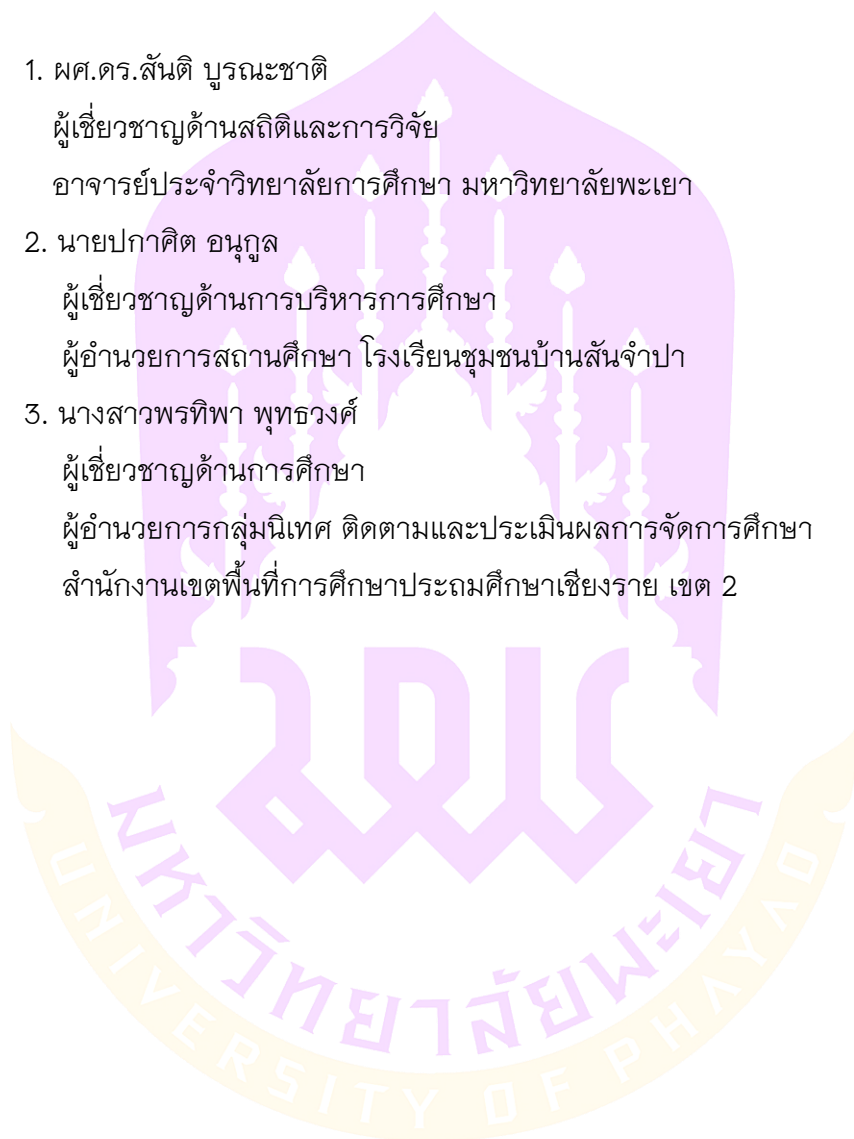 1. ผศ.ดร.สันติ บูรณะชาติ
ผู้เชี่ยวชาญด้านสถิติและการวิจัย
อาจารย์ประจำวิทยาลัยการศึกษา มหาวิทยาลัยพะเยา
2. นายปกาศิต อนุกูล
ผู้เชี่ยวชาญด้านการบริหารการศึกษา
ผู้อำนวยการสถานศึกษา โรงเรียนชุมชนบ้านสันจำปา
3. นางสาวพรทิพา พุทธวงศ์
ผู้เชี่ยวชาญด้านการศึกษา
ผู้อำนวยการกลุ่มนิเทศ ติดตามและประเมินผลการจัดการศึกษา
สำนักงานเขตพื้นที่การศึกษาประถมศึกษาเชียงราย เขต 2
มพ
มหาวิทยาลัยพะเยา
UNIVERSITY OF PHAYAO